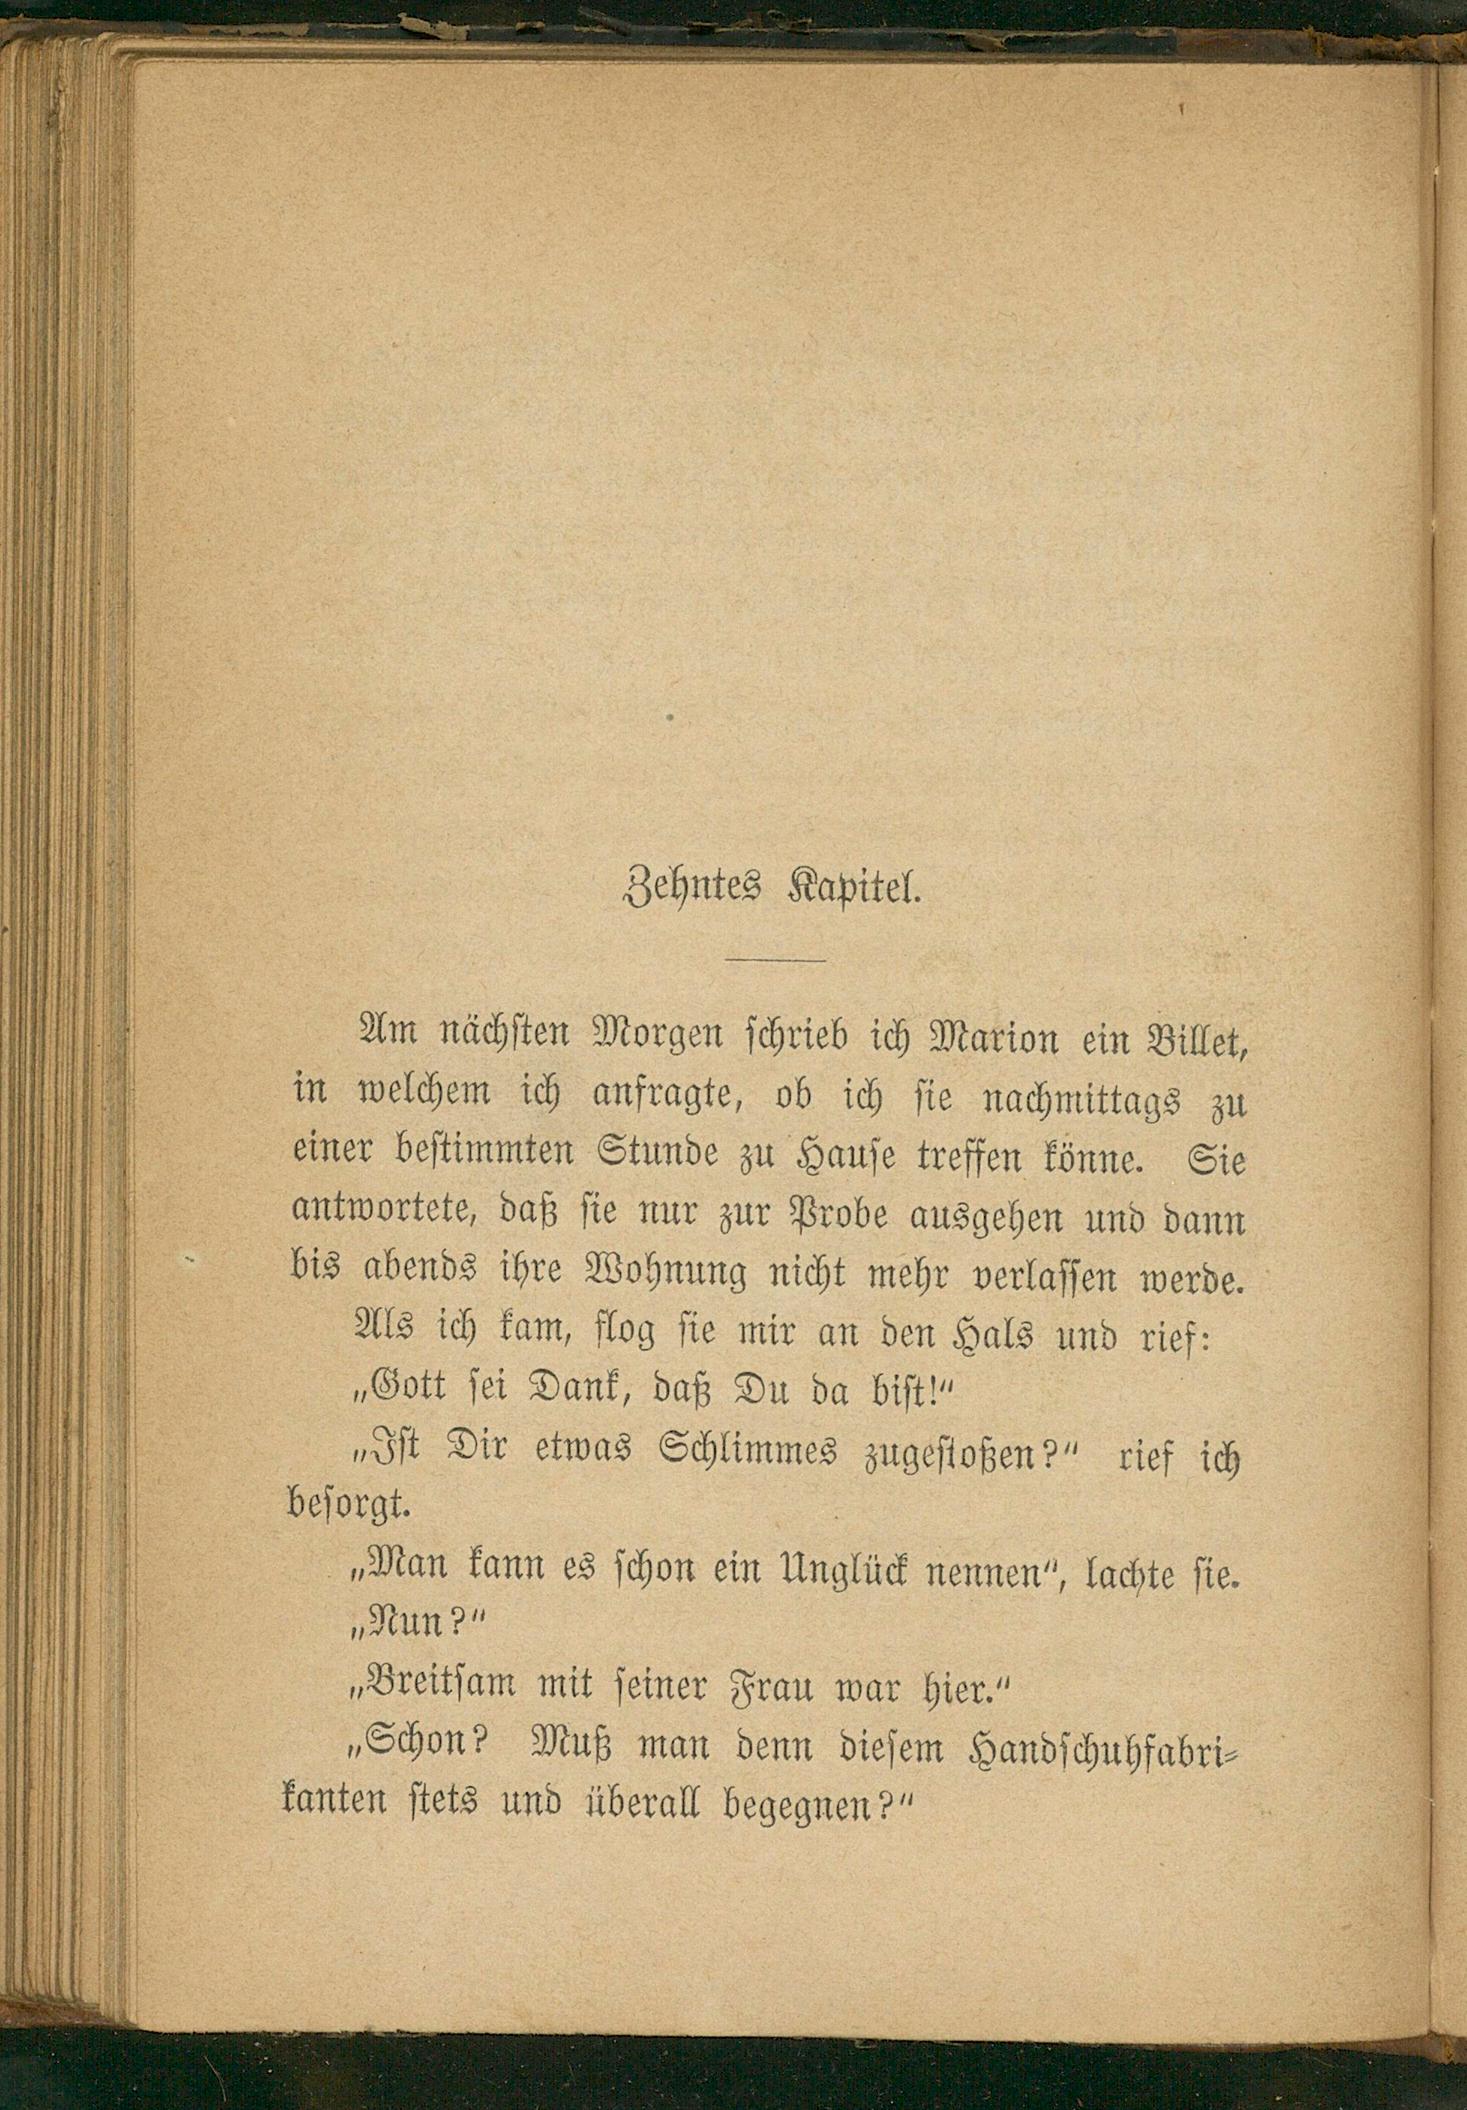 Zehntes Kapitel.
Am nächsten Morgen schrieb ich Marion ein Billet,
in welchem ich anfragte, ob ich sie nachmittags zu
einer bestimmten Stunde zu Hause treffen könne. Sie
antwortete, daß sie nur zur Probe ausgehen und dann
bis abends ihre Wohnung nicht mehr verlassen werde.
Als ich kam, flog sie mir an den Hals und rief:
„Gott sei Dank, daß Du da bist!“
„Ist Dir etwas Schlimmes zugestoßen?“ rief ich
besorgt.
„Man kann es schon ein Unglück nennen“, lachte sie.
„Nun?“
„Breitsam mit seiner Frau war hier.“
„Schon? Muß man denn diesem Handschuhfabri-
kanten stets und überall begegnen?“